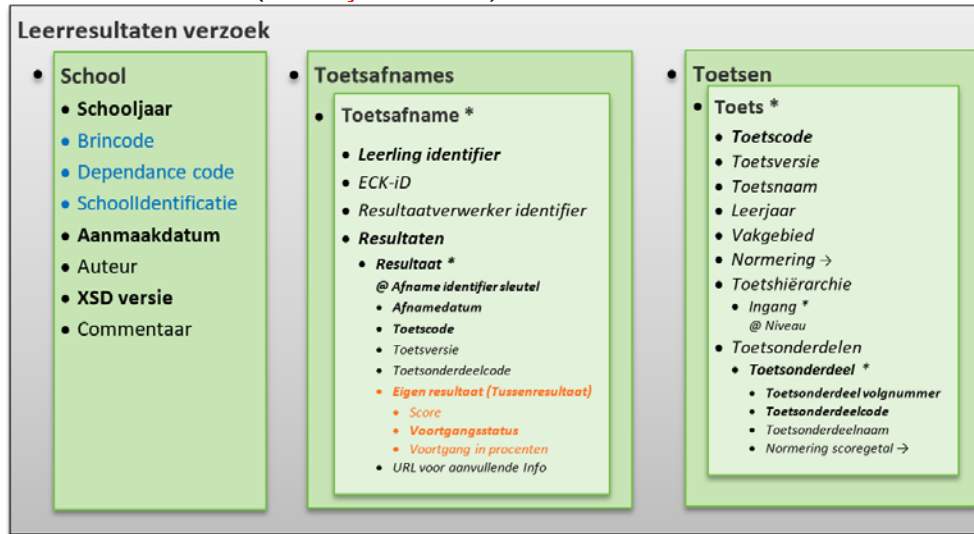 Leerresultaten verzoek
• School
• Schooljaar
• Brincode
• Dependance code
• SchoolIdentificatie
• Aanmaakdatum
• Auteur
• XSD versie
• Commentaar
• Toetsafnames
• Toetsafname *
• Leerling identifier
• ECK-iD
• Resultaatverwerker identifier
• Resultaten
• Resultaat *
@ Afname identifier sleutel
• Afnamedatum
• Toetscode
• Toetsversie
• Toetsonderdeelcode
• Eigen resultaat (Tussenresultaat)
• Score
• Voortgangsstatus
• Voortgang in procenten
• URL voor aanvullende Info
• Toetsen
• Toets *
• Toetscode
• Toetsversie
• Toetsnaam
• Leerjaar
• Vakgebied
• Normering →
• Toetshiërarchie
• Ingang *
@ Niveau
• Toetsonderdelen
• Toetsonderdeel *
• Toetsonderdeel volgnummer
• Toetsonderdeelcode
• Toetsonderdeelnaam
• Normering scoregetal →